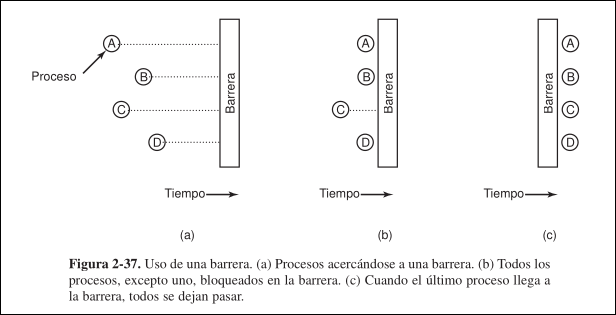 A
A
A
Proceso
B
Barrera
B
Barrera
Barrera
B
C
C
C
D
D
D
Tiempo
Tiempo
Tiempo
(a)
(b)
(c)
Figura 2-37. Uso de una barrera. (a) Procesos acercándose a una barrera. (b) Todos los
procesos, excepto uno, bloqueados en la barrera. (c) Cuando el último proceso llega a
la barrera, todos se dejan pasar.